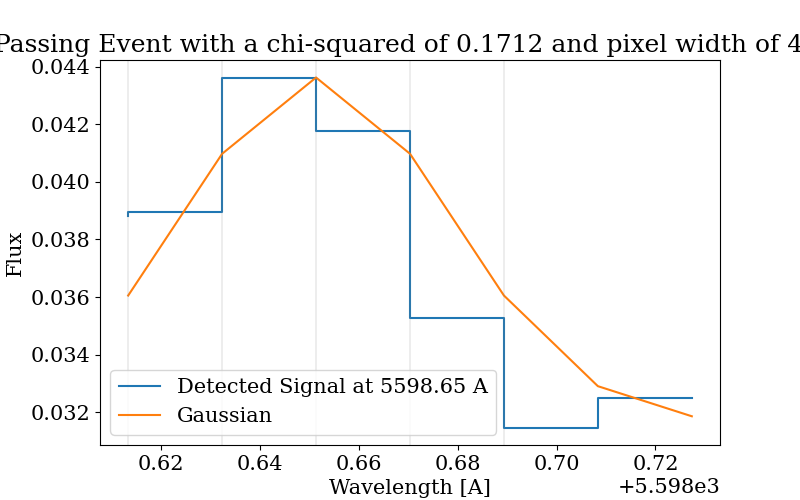 Passing Event with a chi-squared of 0.1712 and pixel width of 4
0.044
0.042
0.040
0.038
0.036
0.034
0.032
Flux
Detected Signal at 5598.65 A
Gaussian
0.62 0.64 0.66 0.68 0.70 0.72
Wavelength [A]
+5.598e3